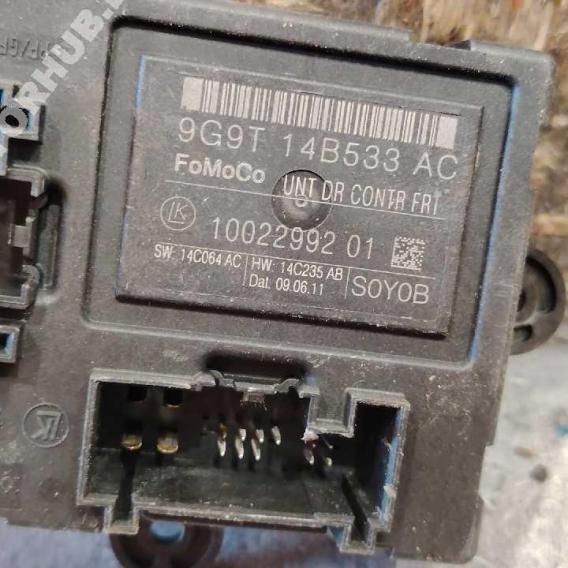 9G9T 14B533 AC
FoMoCo
UNT DR CONTR FRT
10022992 01
SW: 14C064 AC
HW: 14C235 AB
Dat. 09.06.11
S0Y0B